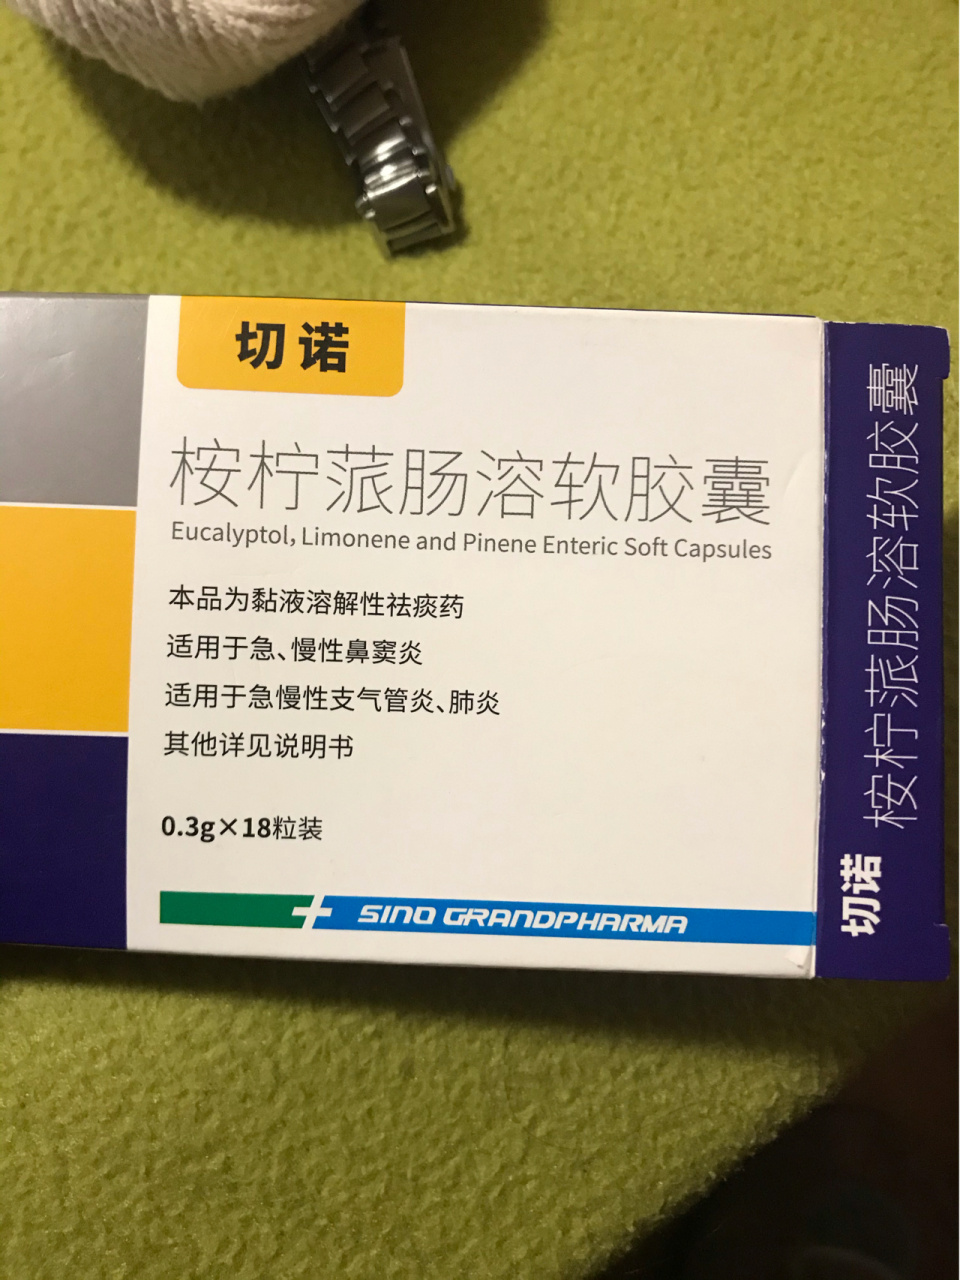 切诺
桉柠蒎肠溶软胶囊
Eucalyptol, Limonene and Pinene Enteric Soft Capsules
本品为黏液溶解性祛痰药
适用于急、慢性鼻窦炎
适用于急慢性支气管炎、肺炎
其他详见说明书
0.3g×18粒装
SINO GRANDPHARMA
切诺 桉柠蒎肠溶软胶囊